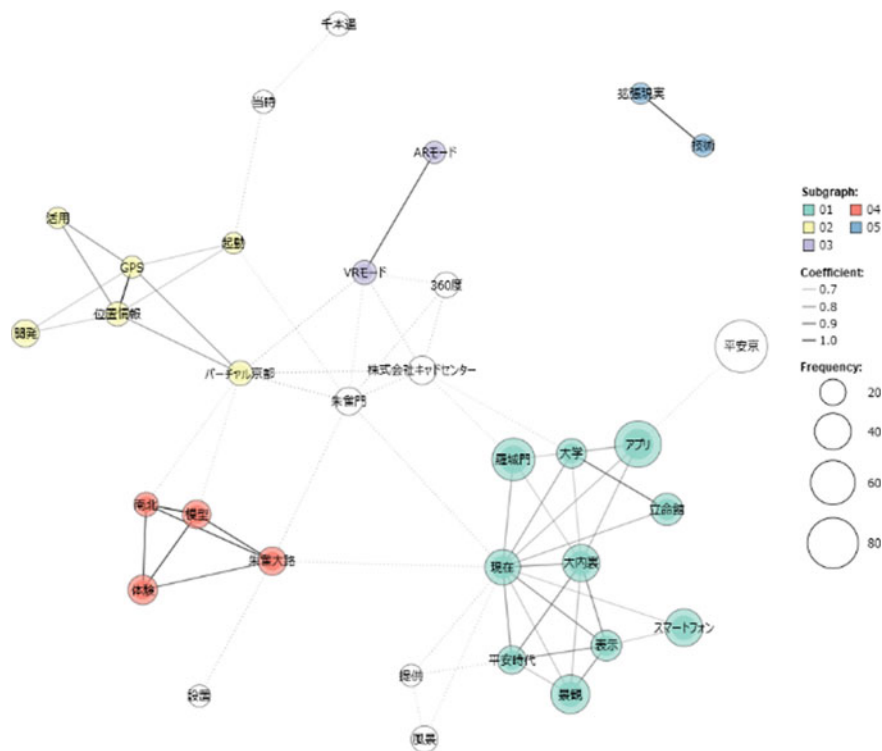 千本通
当時
拡張現実
技術
ARモード
活用
起動
GPS
VRモード
360度
位置情報
開発
バーチャル京都
株式会社キャドセンター
朱雀門
平安京
羅城門
大学
アプリ
立命館
南北
模型
朱雀大路
体験
現在
大内裏
スマートフォン
表示
平安時代
提供
景観
設置
風景
Subgraph:
01 04
02 05
03
Coefficient:
0.7
0.8
0.9
1.0
Frequency:
20
40
60
80